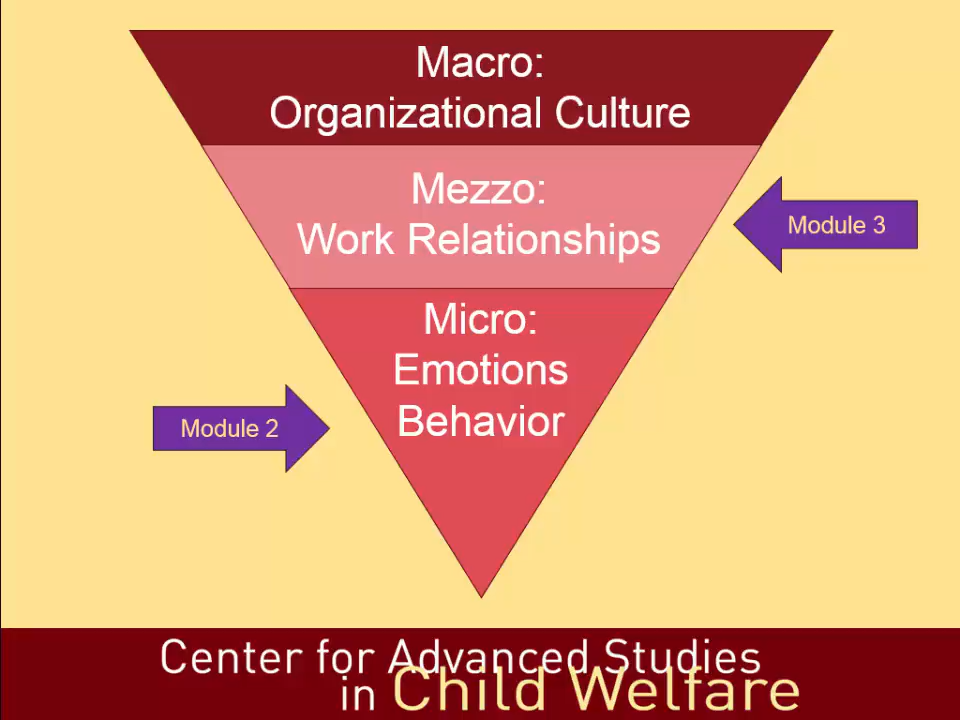 Macro:
Organizational Culture
Mezzo:
Work Relationships
Module 3
Micro:
Emotions
Behavior
Module 2
Center for Advanced Studies
in Child Welfare